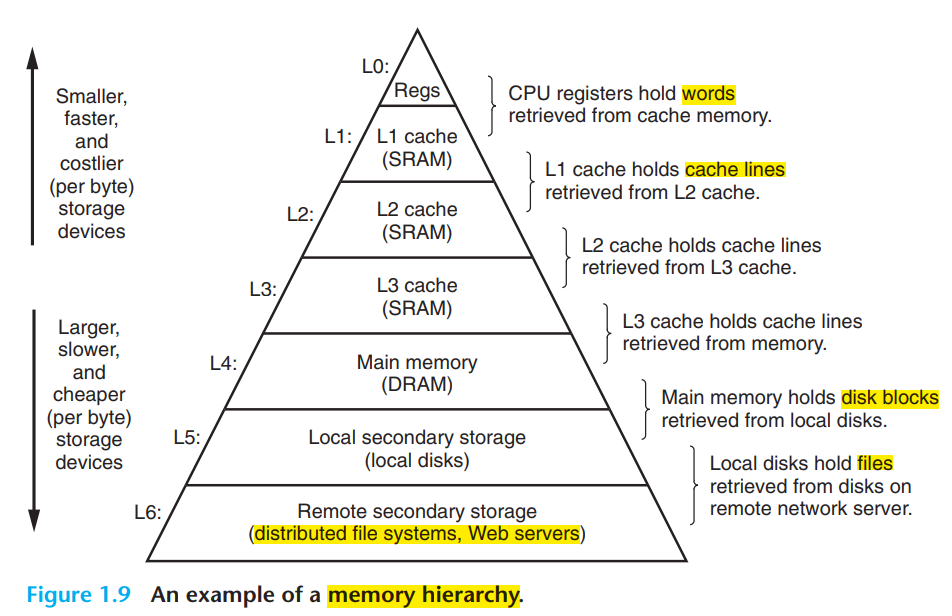 L0:
Regs
CPU registers hold words
retrieved from cache memory.
Smaller,
faster,
and
costlier
(per byte)
storage
devices
L1:
L1 cache
(SRAM)
L1 cache holds cache lines
retrieved from L2 cache.
L2:
L2 cache
(SRAM)
L2 cache holds cache lines
retrieved from L3 cache.
L3:
L3 cache
(SRAM)
L3 cache holds cache lines
retrieved from memory.
Larger,
slower,
and
cheaper
(per byte)
storage
devices
L4:
Main memory
(DRAM)
Main memory holds disk blocks
retrieved from local disks.
L5:
Local secondary storage
(local disks)
Local disks hold files
retrieved from disks on
remote network server.
L6:
Remote secondary storage
(distributed file systems, Web servers)
Figure 1.9 An example of a memory hierarchy.